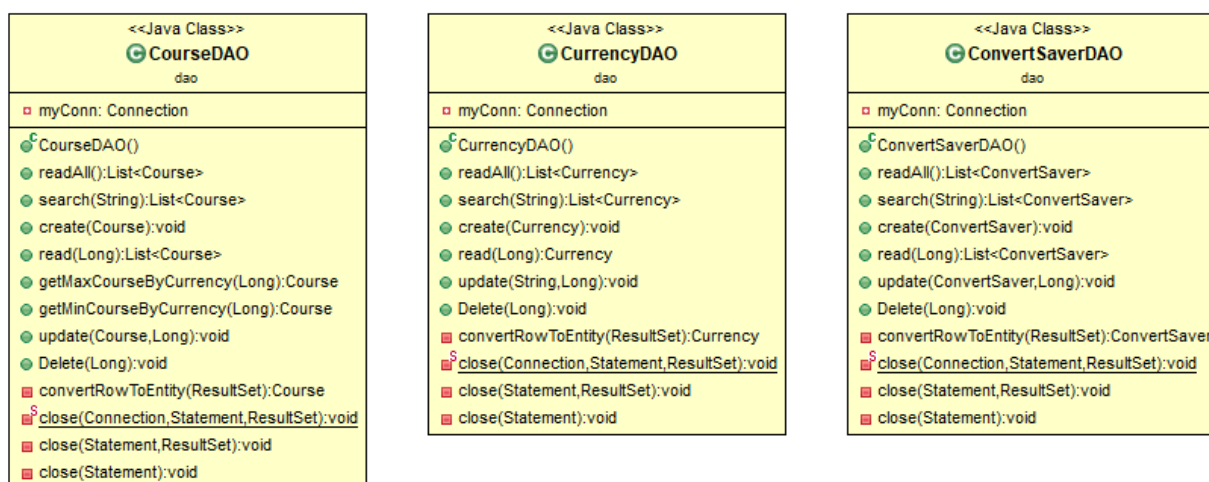 <<Java Class>>
CourseDAO
dao
myConn: Connection
CourseDAO()
readAll():List<Course>
search(String):List<Course>
create(Course):void
read(Long):List<Course>
getMaxCourseByCurrency(Long):Course
getMinCourseByCurrency(Long):Course
update(Course,Long):void
Delete(Long):void
convertRowToEntity(ResultSet):Course
close(Connection,Statement,ResultSet):void
close(Statement,ResultSet):void
close(Statement):void
<<Java Class>>
CurrencyDAO
dao
myConn: Connection
CurrencyDAO()
readAll():List<Currency>
search(String):List<Currency>
create(Currency):void
read(Long):Currency
update(String,Long):void
Delete(Long):void
convertRowToEntity(ResultSet):Currency
close(Connection,Statement,ResultSet):void
close(Statement,ResultSet):void
close(Statement):void
<<Java Class>>
ConvertSaverDAO
dao
myConn: Connection
ConvertSaverDAO()
readAll():List<ConvertSaver>
search(String):List<ConvertSaver>
create(ConvertSaver):void
read(Long):List<ConvertSaver>
update(ConvertSaver,Long):void
Delete(Long):void
convertRowToEntity(ResultSet):ConvertSaver
close(Connection,Statement,ResultSet):void
close(Statement,ResultSet):void
close(Statement):void